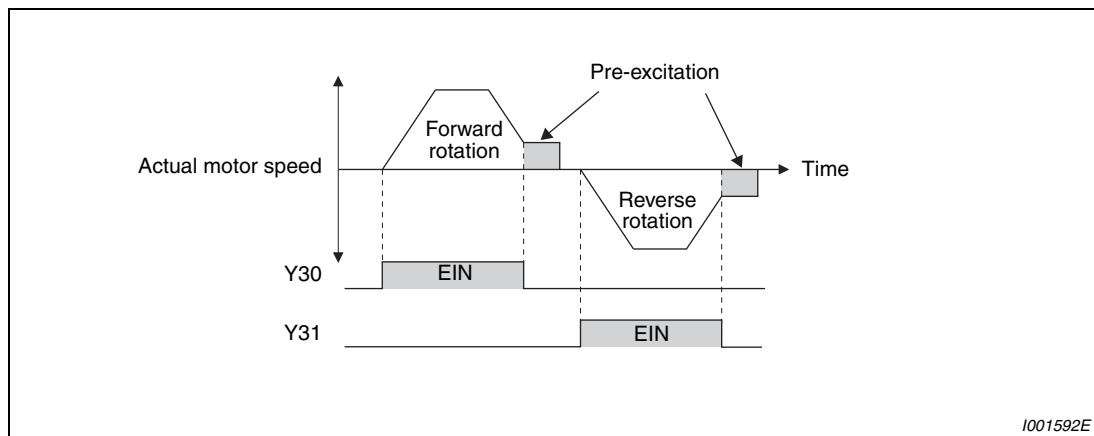 Pre-excitation
Forward
rotation
Actual motor speed
Time
Reverse
rotation
Y30
EIN
Y31
EIN
I001592E